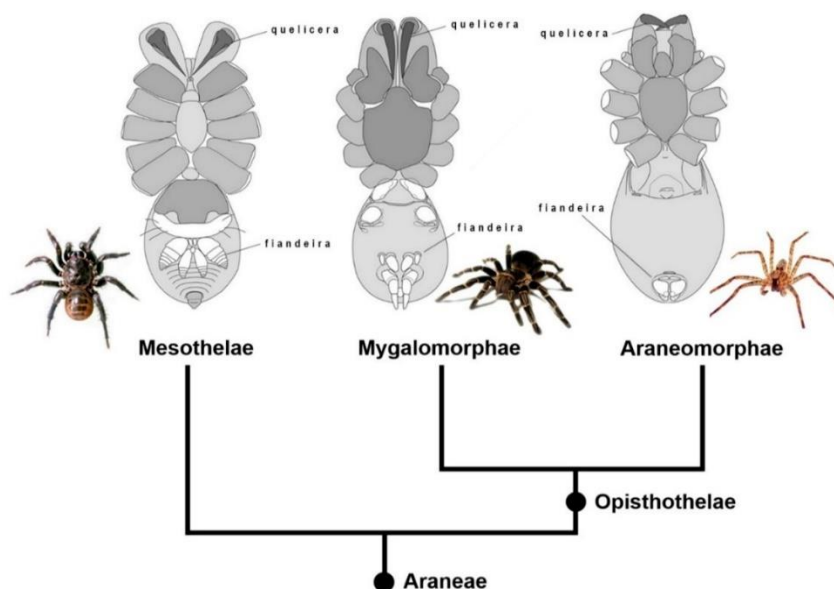 quelicera
quelicera
quelicera
fiandeira
fiandeira
fiandeira
Mesothelae
Mygalomorphae
Araneomorphae
Opisthothelae
Araneae